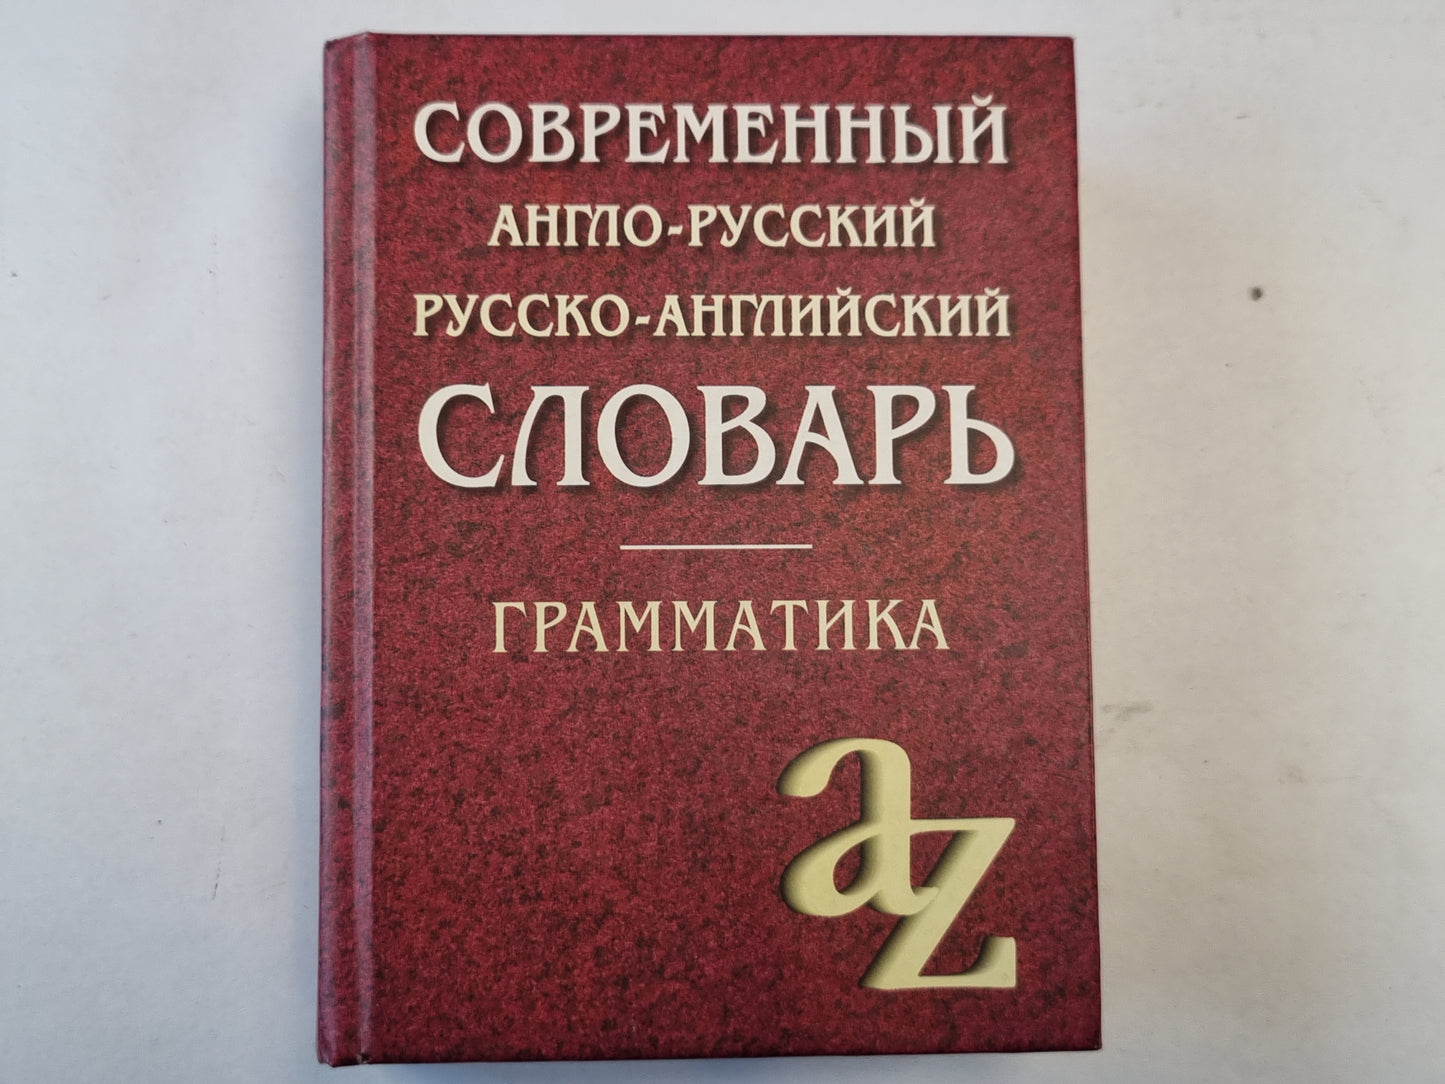 СОВРЕМЕННЫЙ
АНГЛО-РУССКИЙ
РУССКО-АНГЛИЙСКИЙ
СЛОВАРЬ
ГРАММАТИКА
az